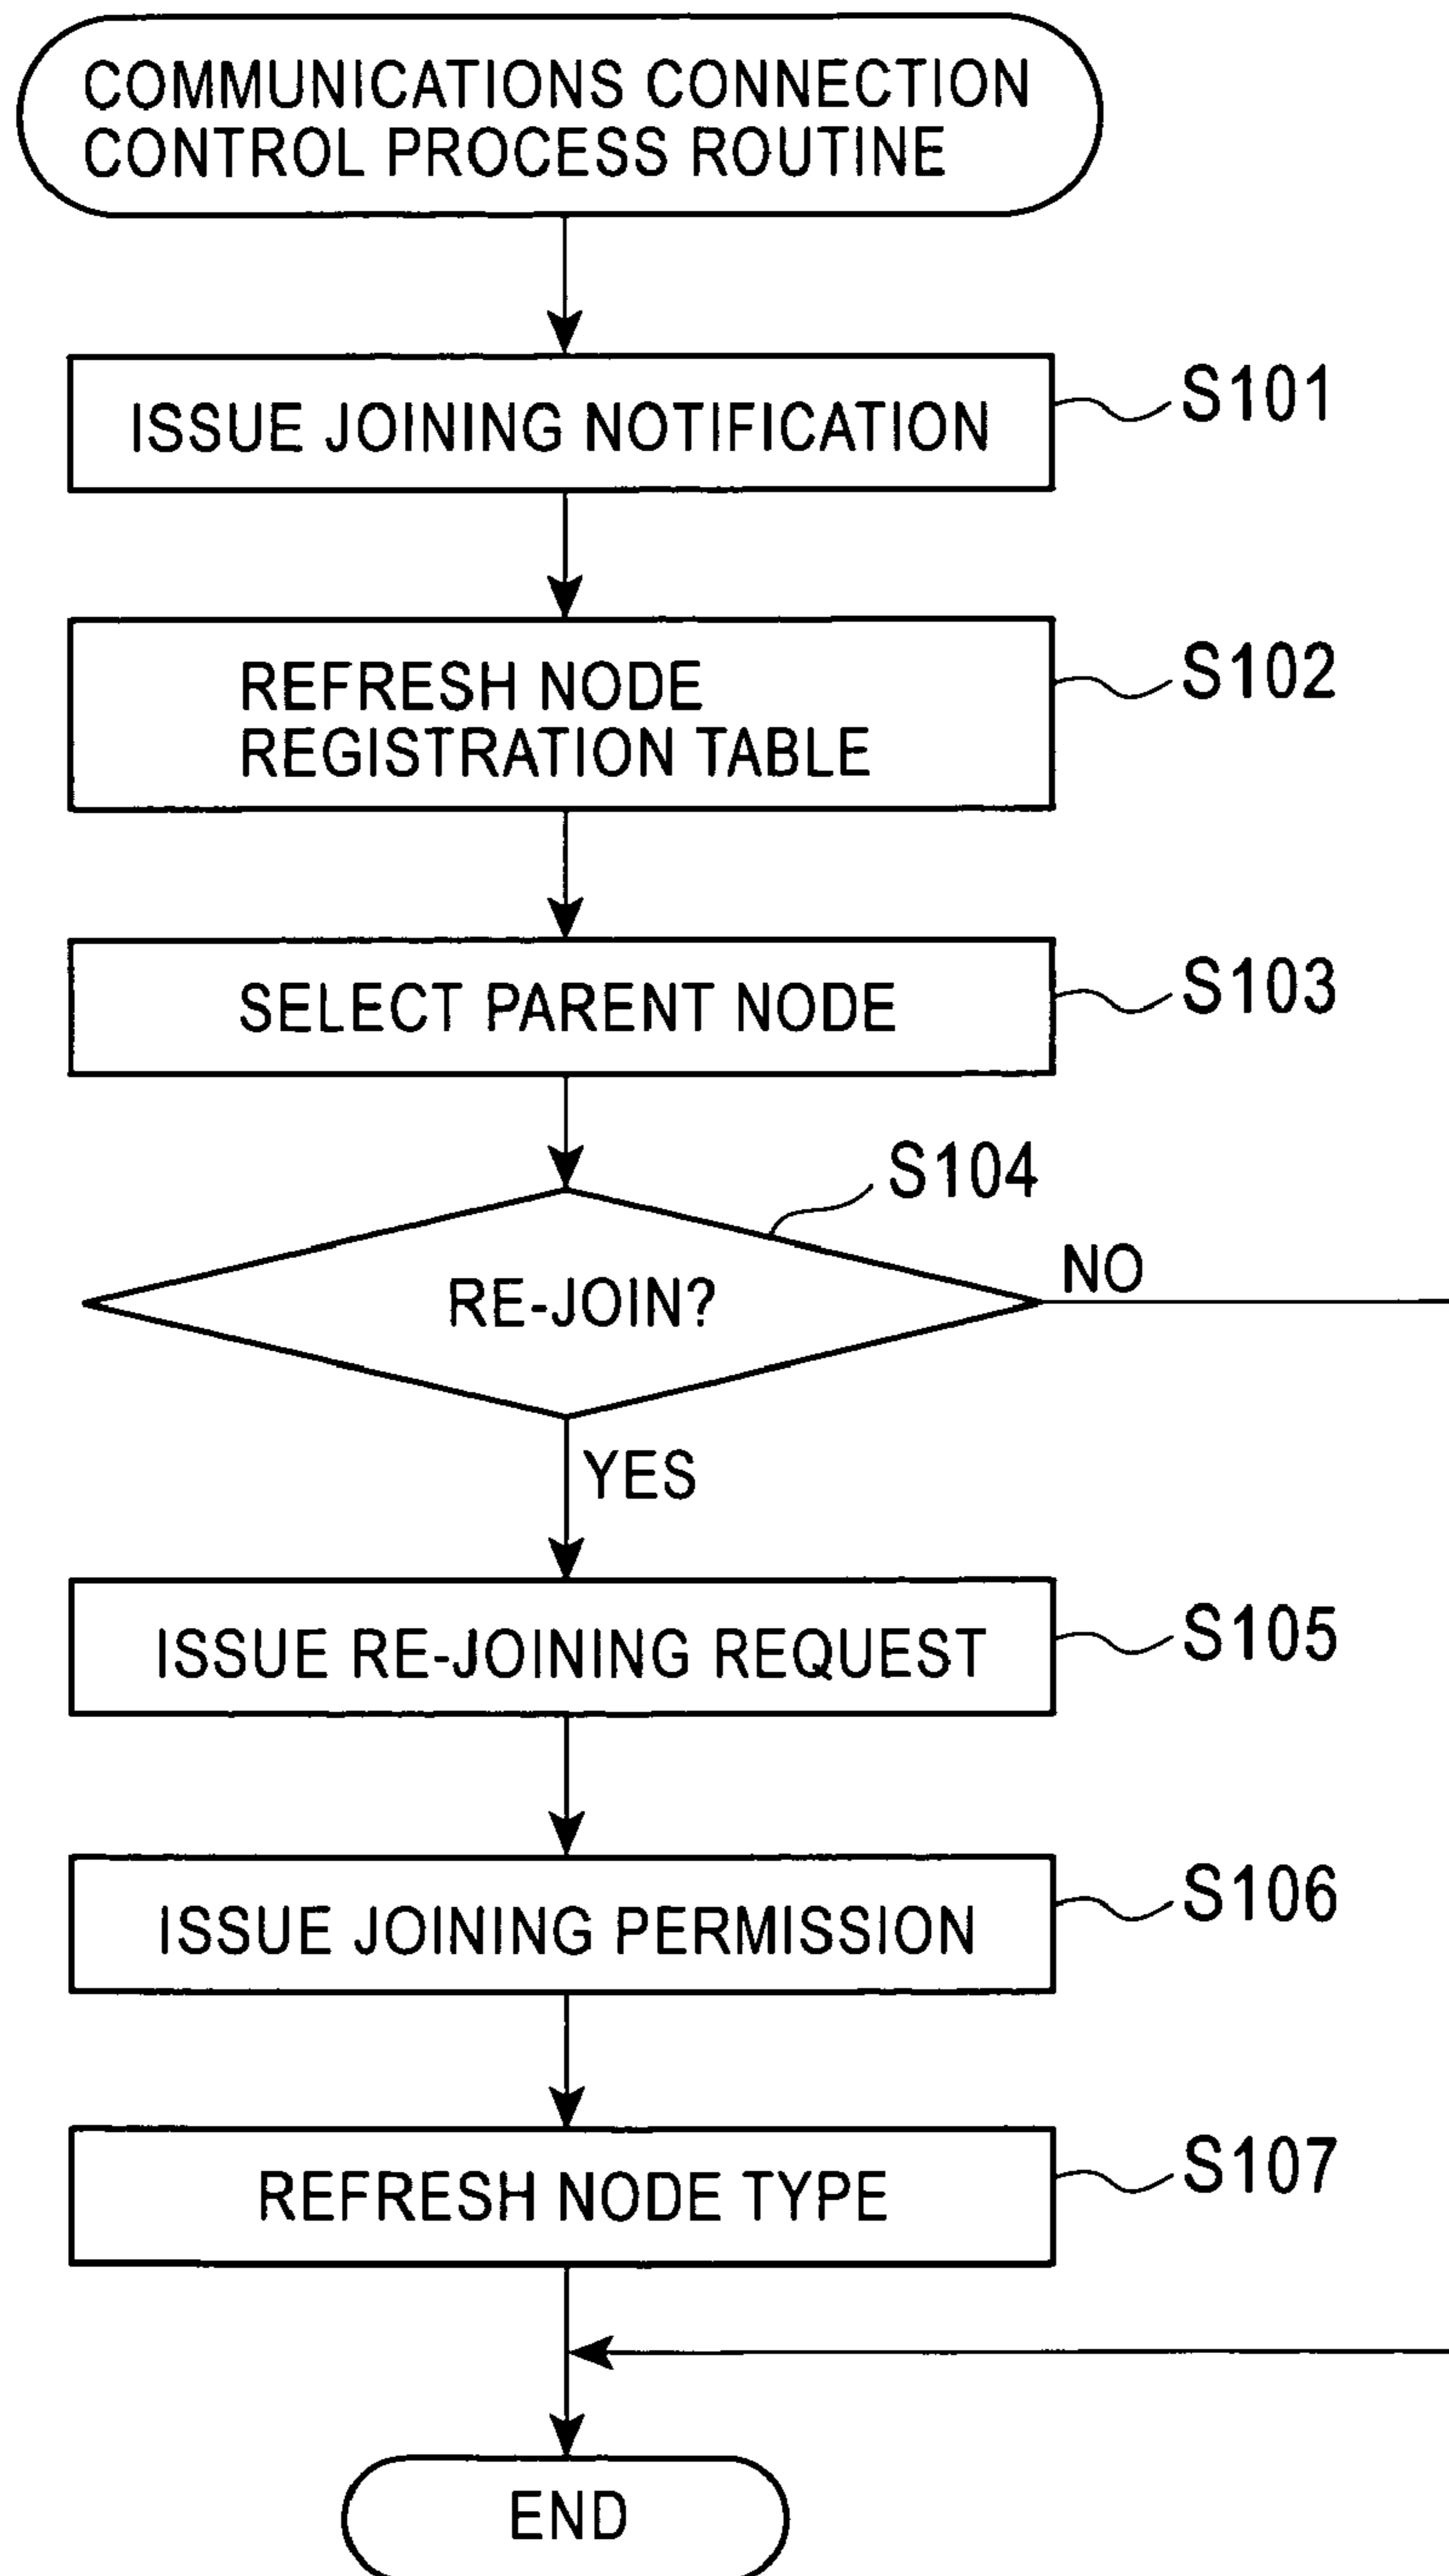 COMMUNICATIONS CONNECTION
CONTROL PROCESS ROUTINE
ISSUE JOINING NOTIFICATION
S101
REFRESH NODE
REGISTRATION TABLE
S102
SELECT PARENT NODE
S103
S104
RE-JOIN?
NO
YES
ISSUE RE-JOINING REQUEST
S105
ISSUE JOINING PERMISSION
S106
REFRESH NODE TYPE
S107
END